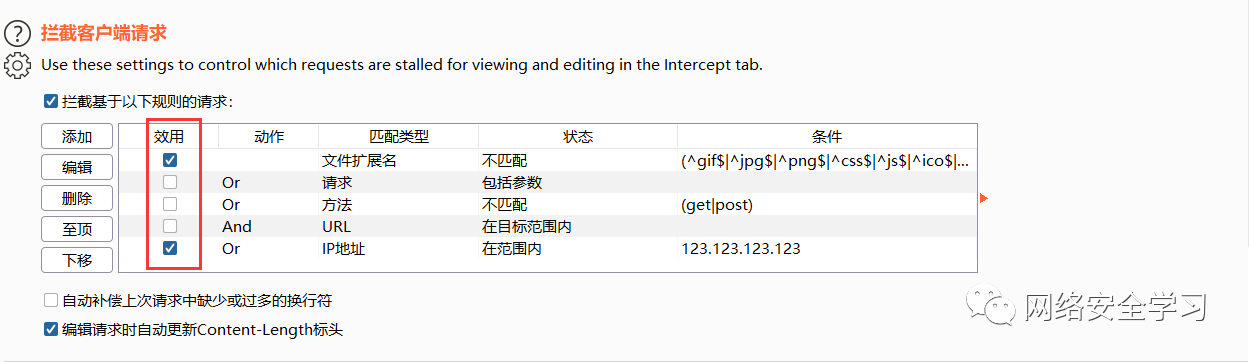 拦截客户端请求
Use these settings to control which requests are stalled for viewing and editing in the Intercept tab.
拦截基于以下规则的请求:
添加
编辑
删除
至顶
下移
效用 动作 匹配类型 状态 条件
文件扩展名 不匹配 (^gif$|^jpg$|^png$|^css$|^js$|^ico$|...
Or 请求 包括参数
Or 方法 不匹配 (get|post)
And URL 在目标范围内
Or IP地址 在范围内 123.123.123.123
自动补偿上次请求中缺少或过多的换行符
编辑请求时自动更新Content-Length标头
网络安全学习